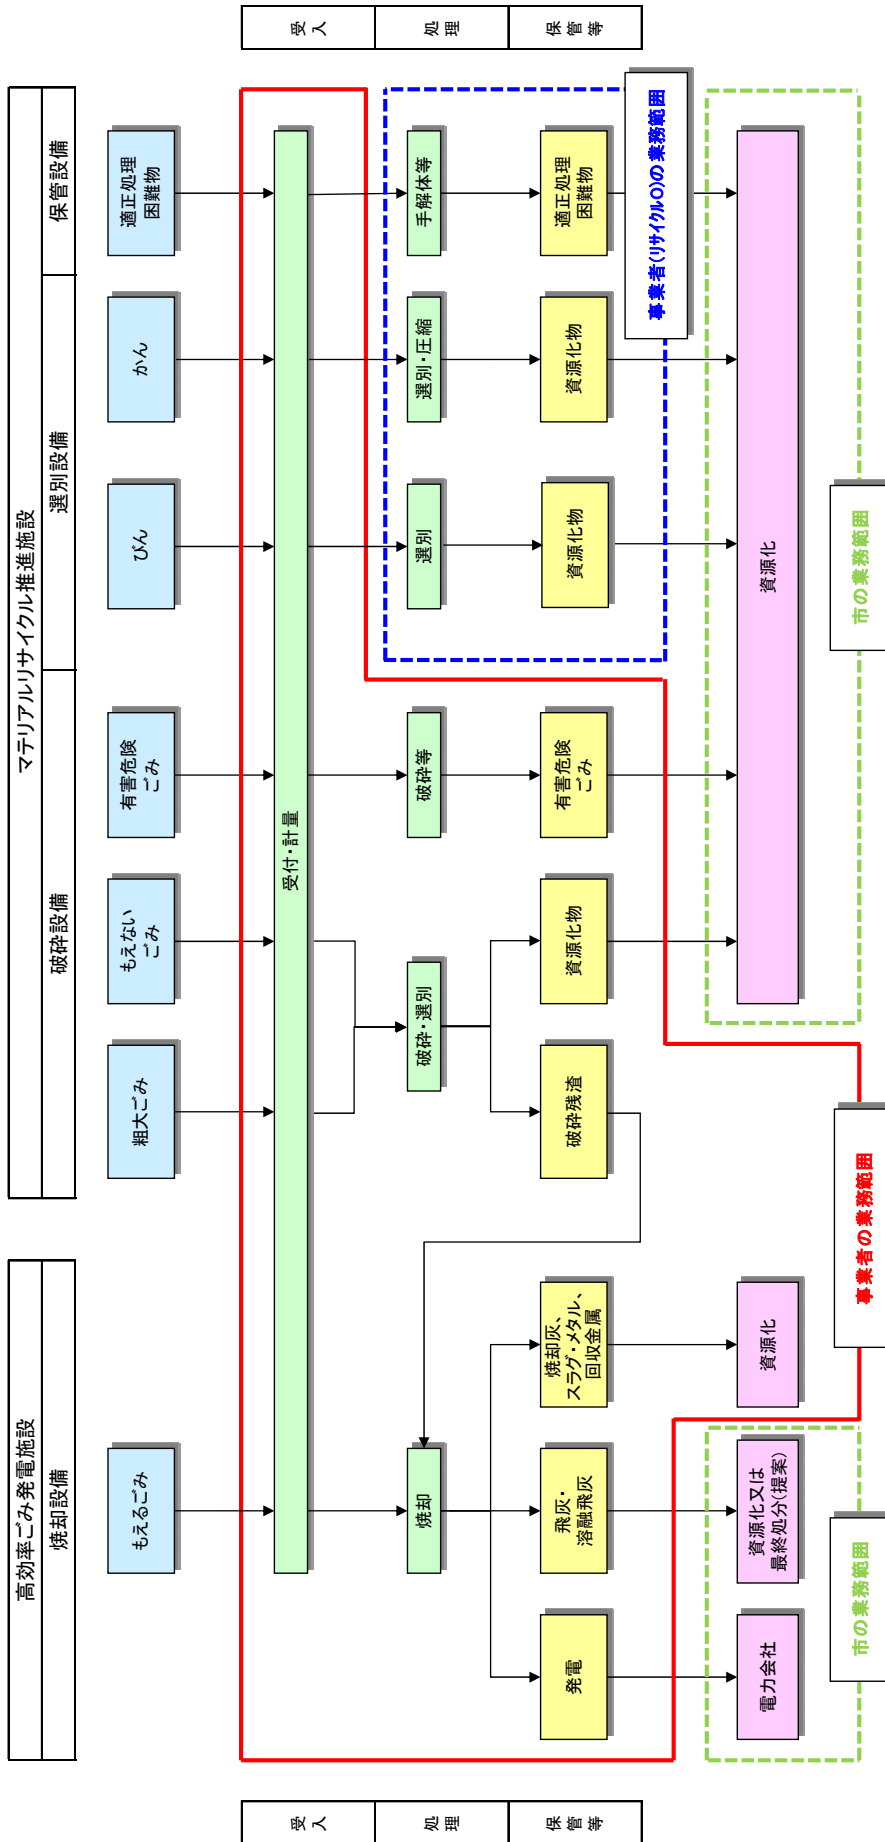 高効率ごみ発電施設
マテリアルリサイクル推進施設
焼却設備
破砕設備
選別設備
保管設備
もえるごみ
粗大ごみ
もえない
ごみ
有害危険
ごみ
びん
かん
適正処理
困難物
受入
受付・計量
受入
処理
焼却
破砕・選別
破砕等
選別
選別・圧縮
手解体等
処理
保管等
発電
飛灰・
溶融飛灰
焼却灰、
スラグ・メタル、
回収金属
破砕残渣
資源化物
有害危険
ごみ
資源化物
資源化物
適正処理
困難物
保管等
事業者(リサイクルO)の業務範囲
電力会社
資源化又は
最終処分(提案)
資源化
資源化
市の業務範囲
事業者の業務範囲
市の業務範囲